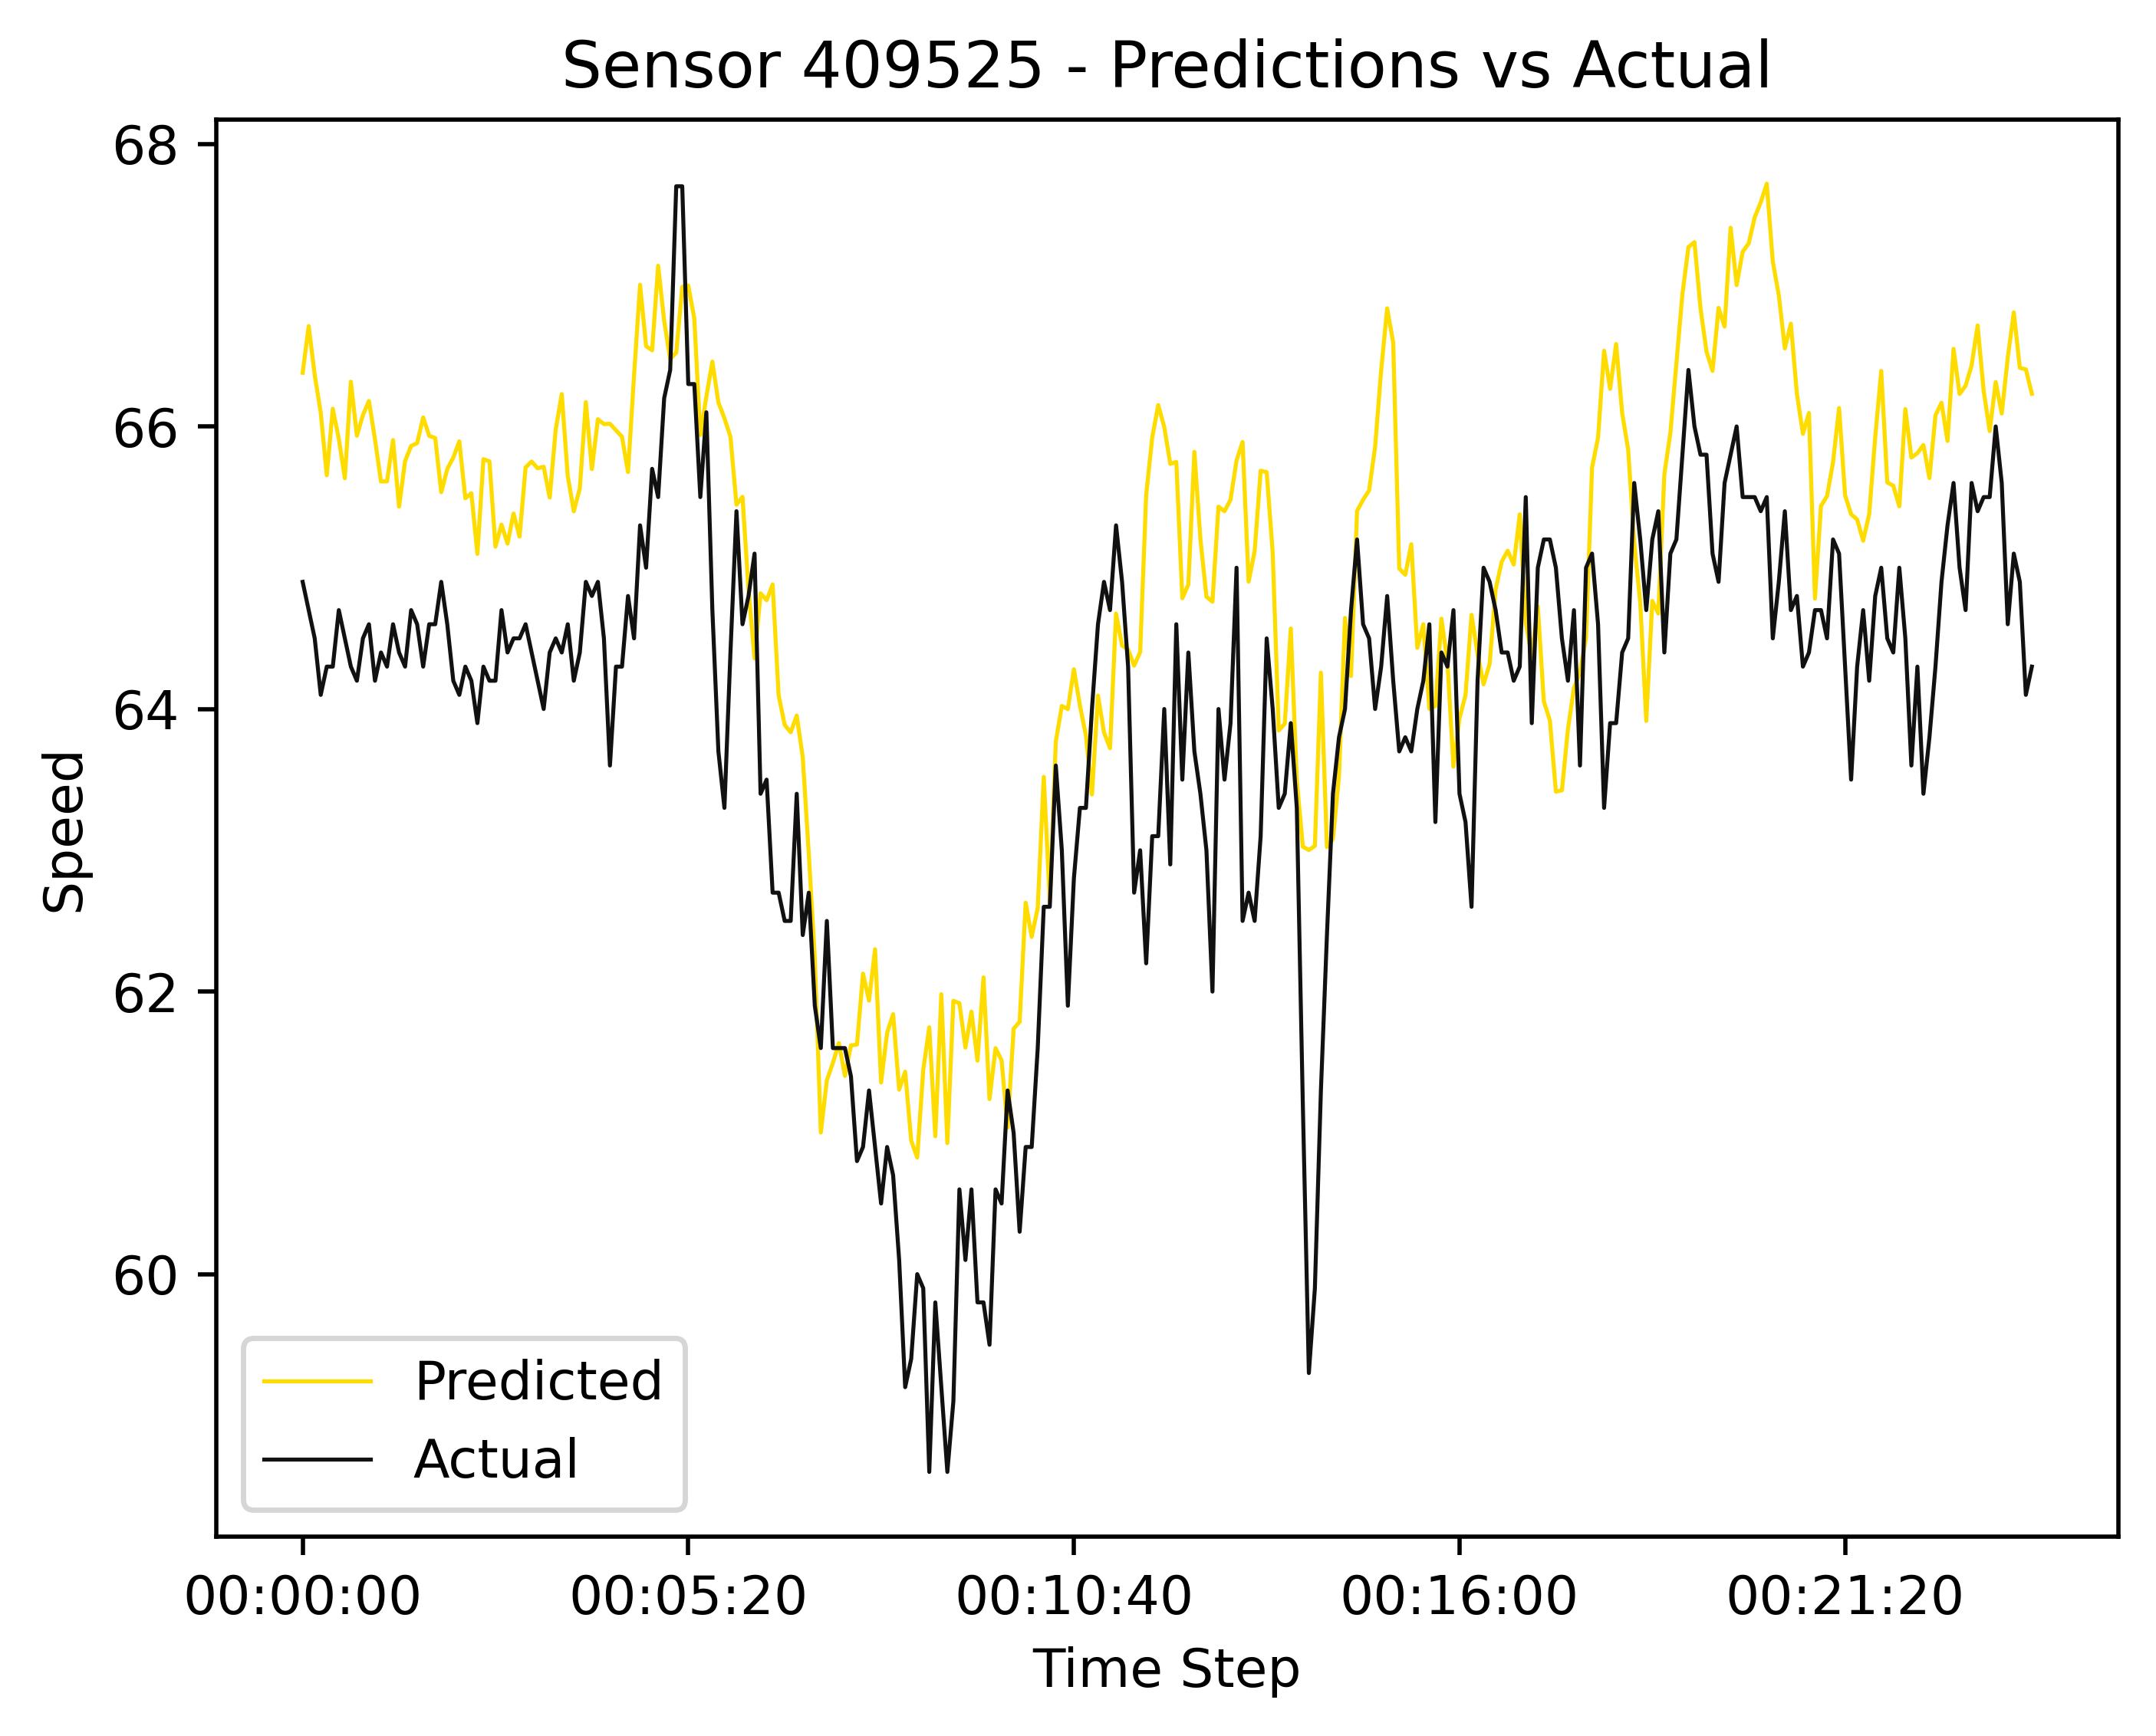 Sensor 409525 - Predictions vs Actual
68
66
64
62
60
Speed
Predicted
Actual
00:00:00 00:05:20 00:10:40 00:16:00 00:21:20
Time Step